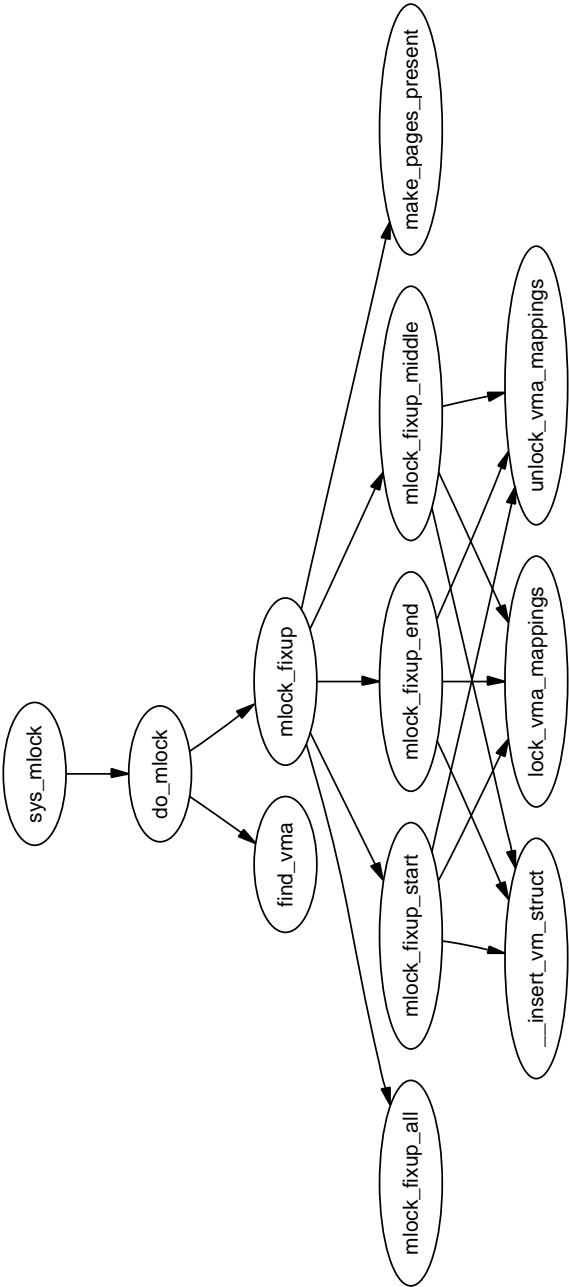 sys_mlock
do_mlock
find_vma
mlock_fixup
mlock_fixup_all
mlock_fixup_start
mlock_fixup_end
mlock_fixup_middle
make_pages_present
__insert_vm_struct
lock_vma_mappings
unlock_vma_mappings